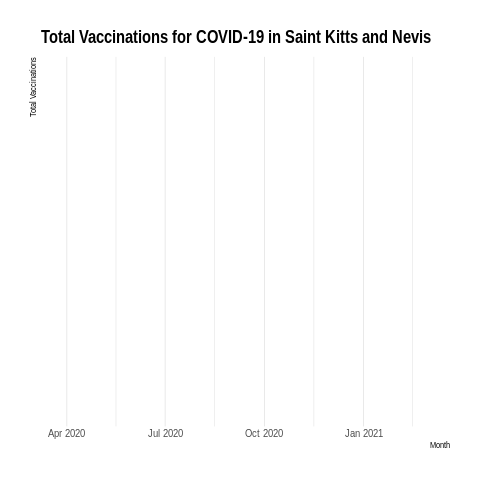 Total Vaccinations for COVID-19 in Saint Kitts and Nevis
Total Vaccinations
Apr 2020
Jul 2020
Oct 2020
Jan 2021
Month